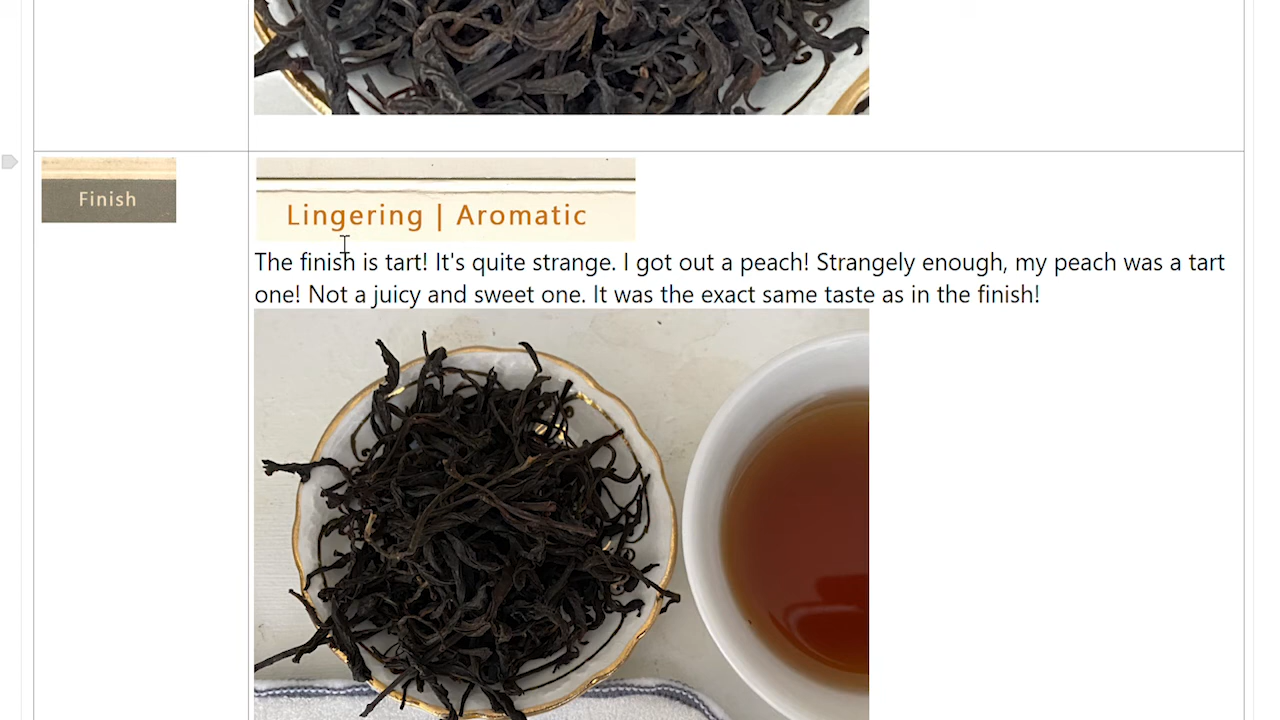 Finish
Lingering | Aromatic
The finish is tart! It's quite strange. I got out a peach! Strangely enough, my peach was a tart
one! Not a juicy and sweet one. It was the exact same taste as in the finish!